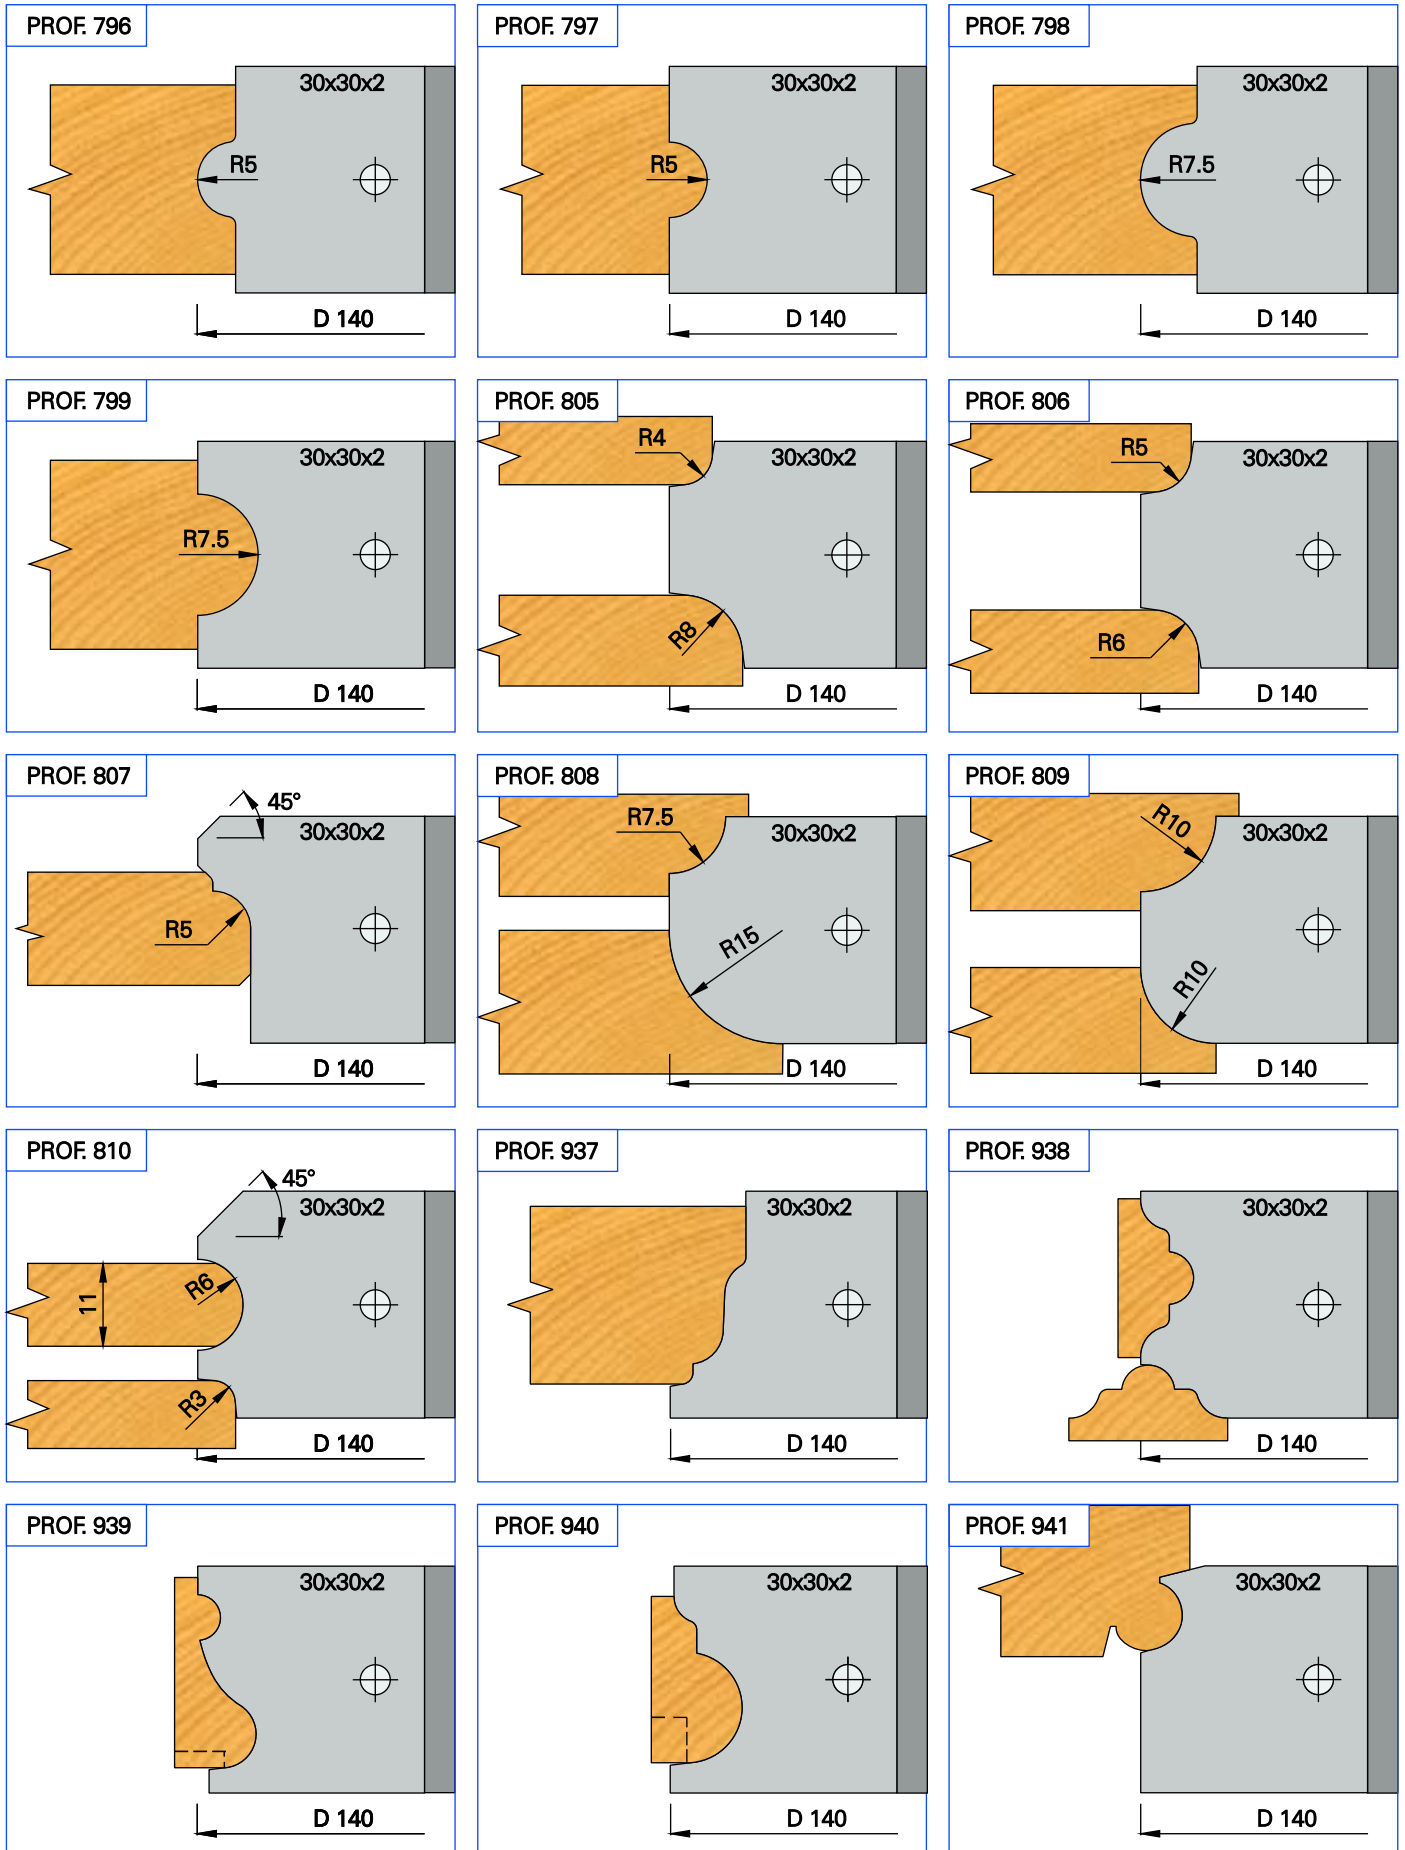 PROF. 796
30x30x2
R5
D 140
PROF. 797
30x30x2
R5
D 140
PROF. 798
30x30x2
R7.5
D 140
PROF. 799
30x30x2
R7.5
D 140
PROF. 805
R4
30x30x2
R8
D 140
PROF. 806
R5
30x30x2
R6
D 140
PROF. 807
45°
30x30x2
R5
D 140
PROF. 808
R7.5
30x30x2
R15
D 140
PROF. 809
R10
30x30x2
R10
D 140
PROF. 810
45°
30x30x2
11
R6
R3
D 140
PROF. 937
30x30x2
D 140
PROF. 938
30x30x2
D 140
PROF. 939
30x30x2
D 140
PROF. 940
30x30x2
D 140
PROF. 941
30x30x2
D 140